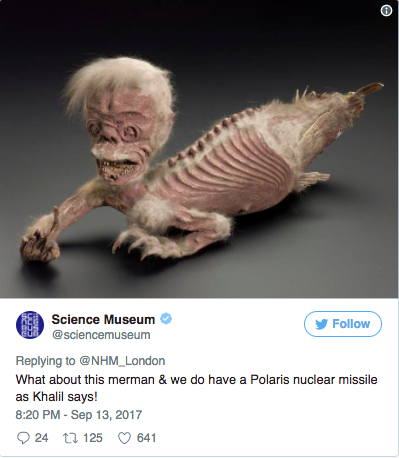 Science Museum
@sciencemuseum
Follow
Replying to @NHM_London
What about this merman & we do have a Polaris nuclear missile
as Khalil says!
8:20 PM - Sep 13, 2017
24 125 641